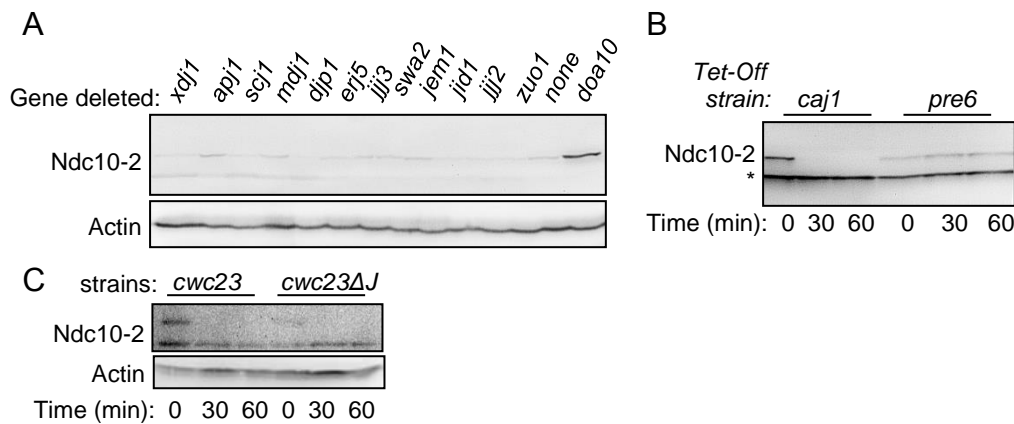 A
Gene deleted: xdj1 apj1 scj1 mdj1 djp1 erj5 jjj3 swa2 jem1 jid1 jjj2 zuo1 none doa10
Ndc10-2
Actin
B
Tet-Off
strain: caj1 pre6
Ndc10-2
*
Time (min): 0 30 60 0 30 60
C
strains: cwc23 cwc23ΔJ
Ndc10-2
Actin
Time (min): 0 30 60 0 30 60